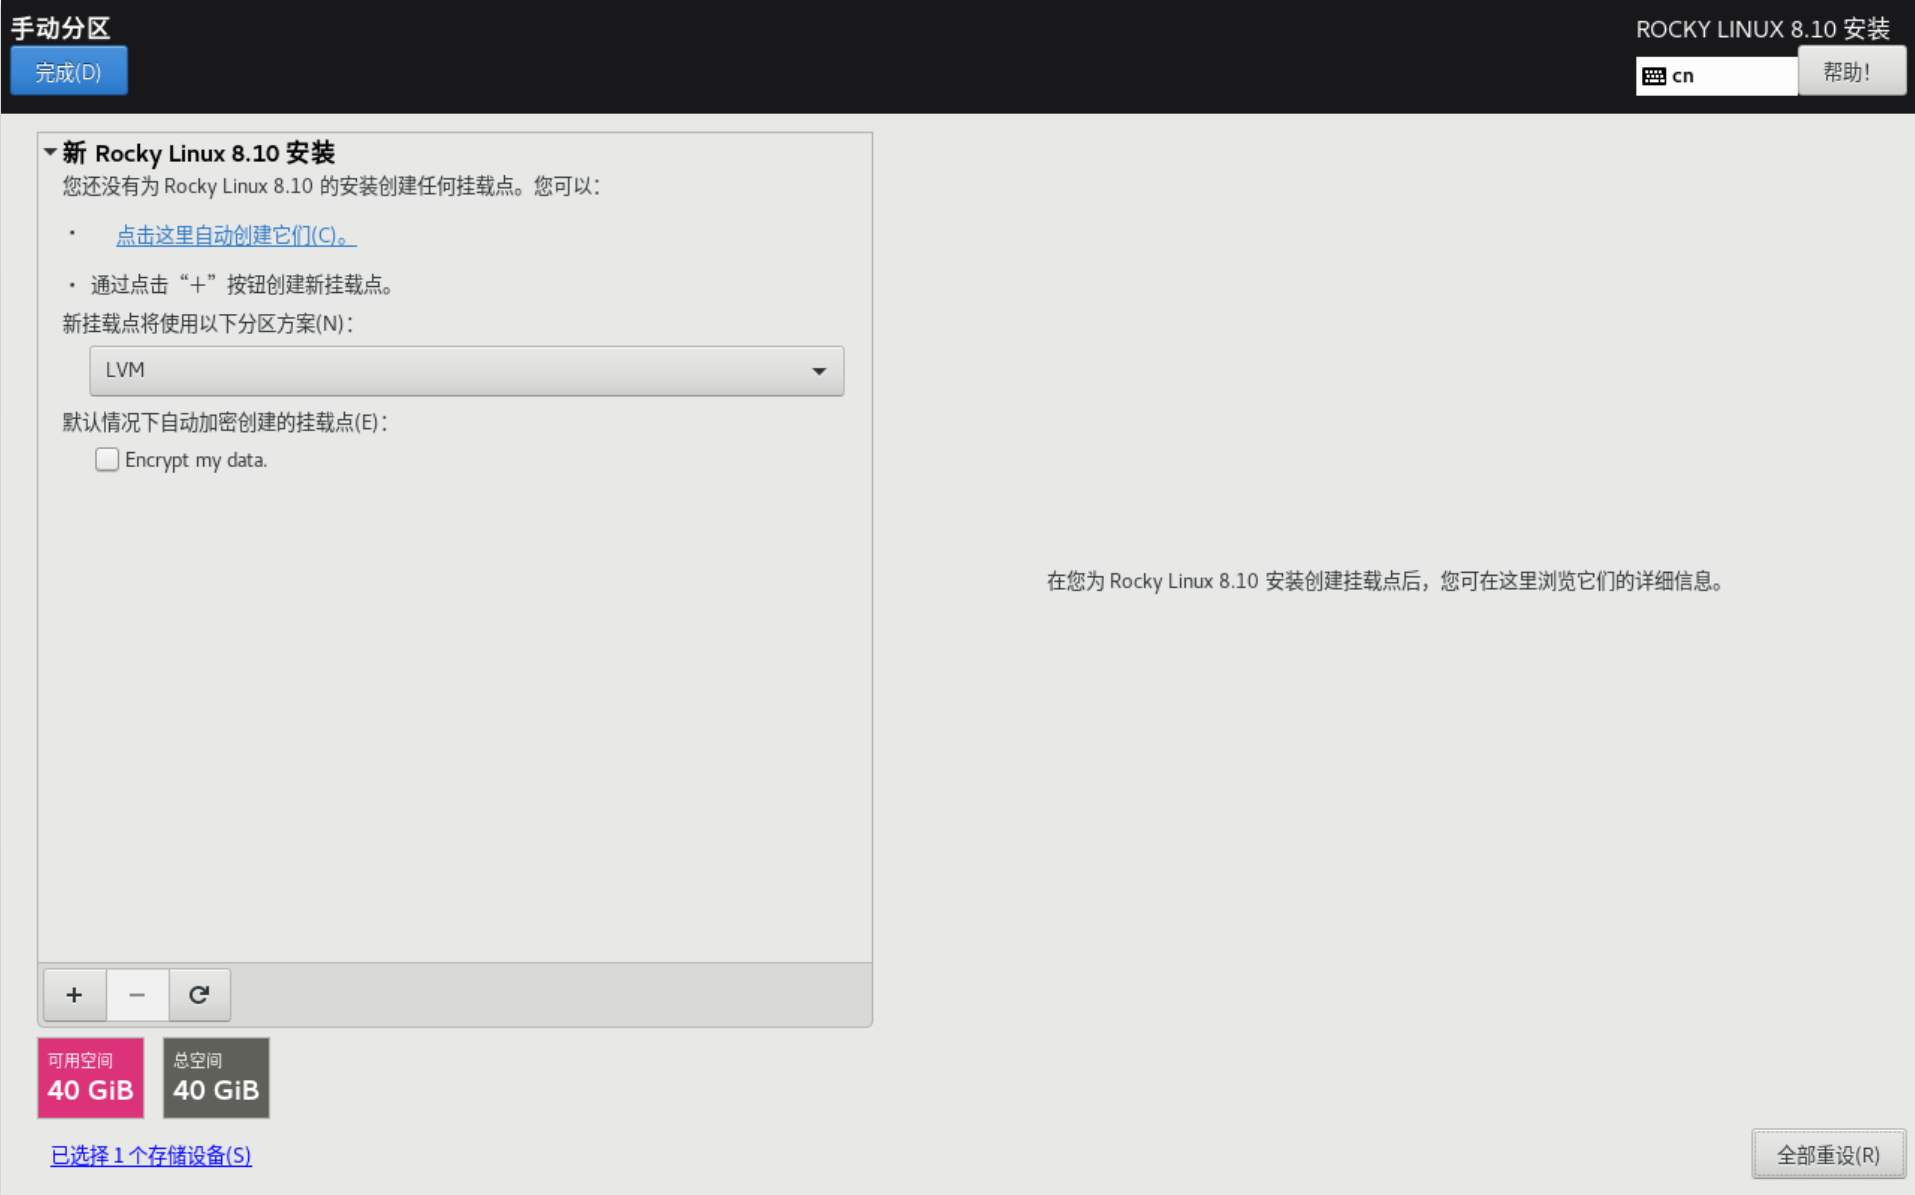 手动分区
ROCKY LINUX 8.10 安装
完成(D)
cn
帮助！
新 Rocky Linux 8.10 安装
您还没有为 Rocky Linux 8.10 的安装创建任何挂载点。您可以：
• 点击这里自动创建它们(C)。
• 通过点击“＋”按钮创建新挂载点。
新挂载点将使用以下分区方案(N)：
LVM
默认情况下自动加密创建的挂载点(E)：
Encrypt my data.
在您为 Rocky Linux 8.10 安装创建挂载点后，您可在这里浏览它们的详细信息。
可用空间
40 GiB
总空间
40 GiB
已选择 1 个存储设备(S)
全部重设(R)